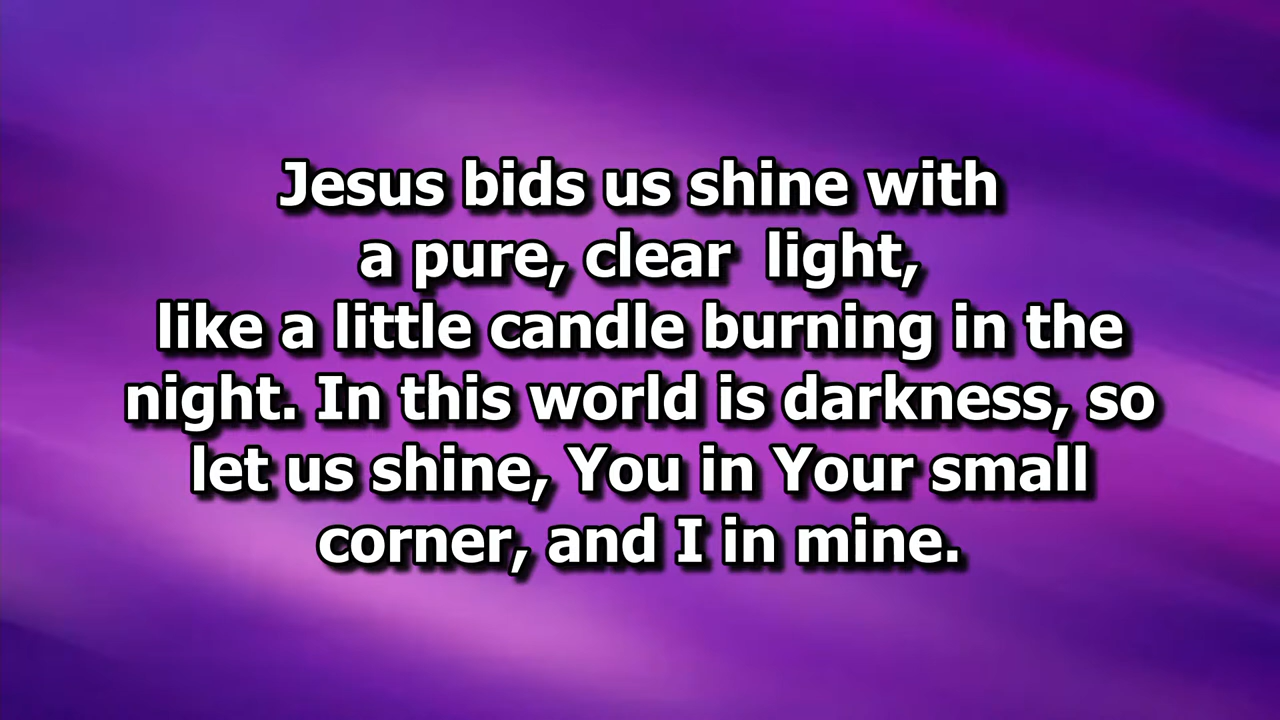 Jesus bids us shine with
a pure, clear  light,
like a little candle burning in the
night. In this world is darkness, so
let us shine, You in Your small
corner, and I in mine.